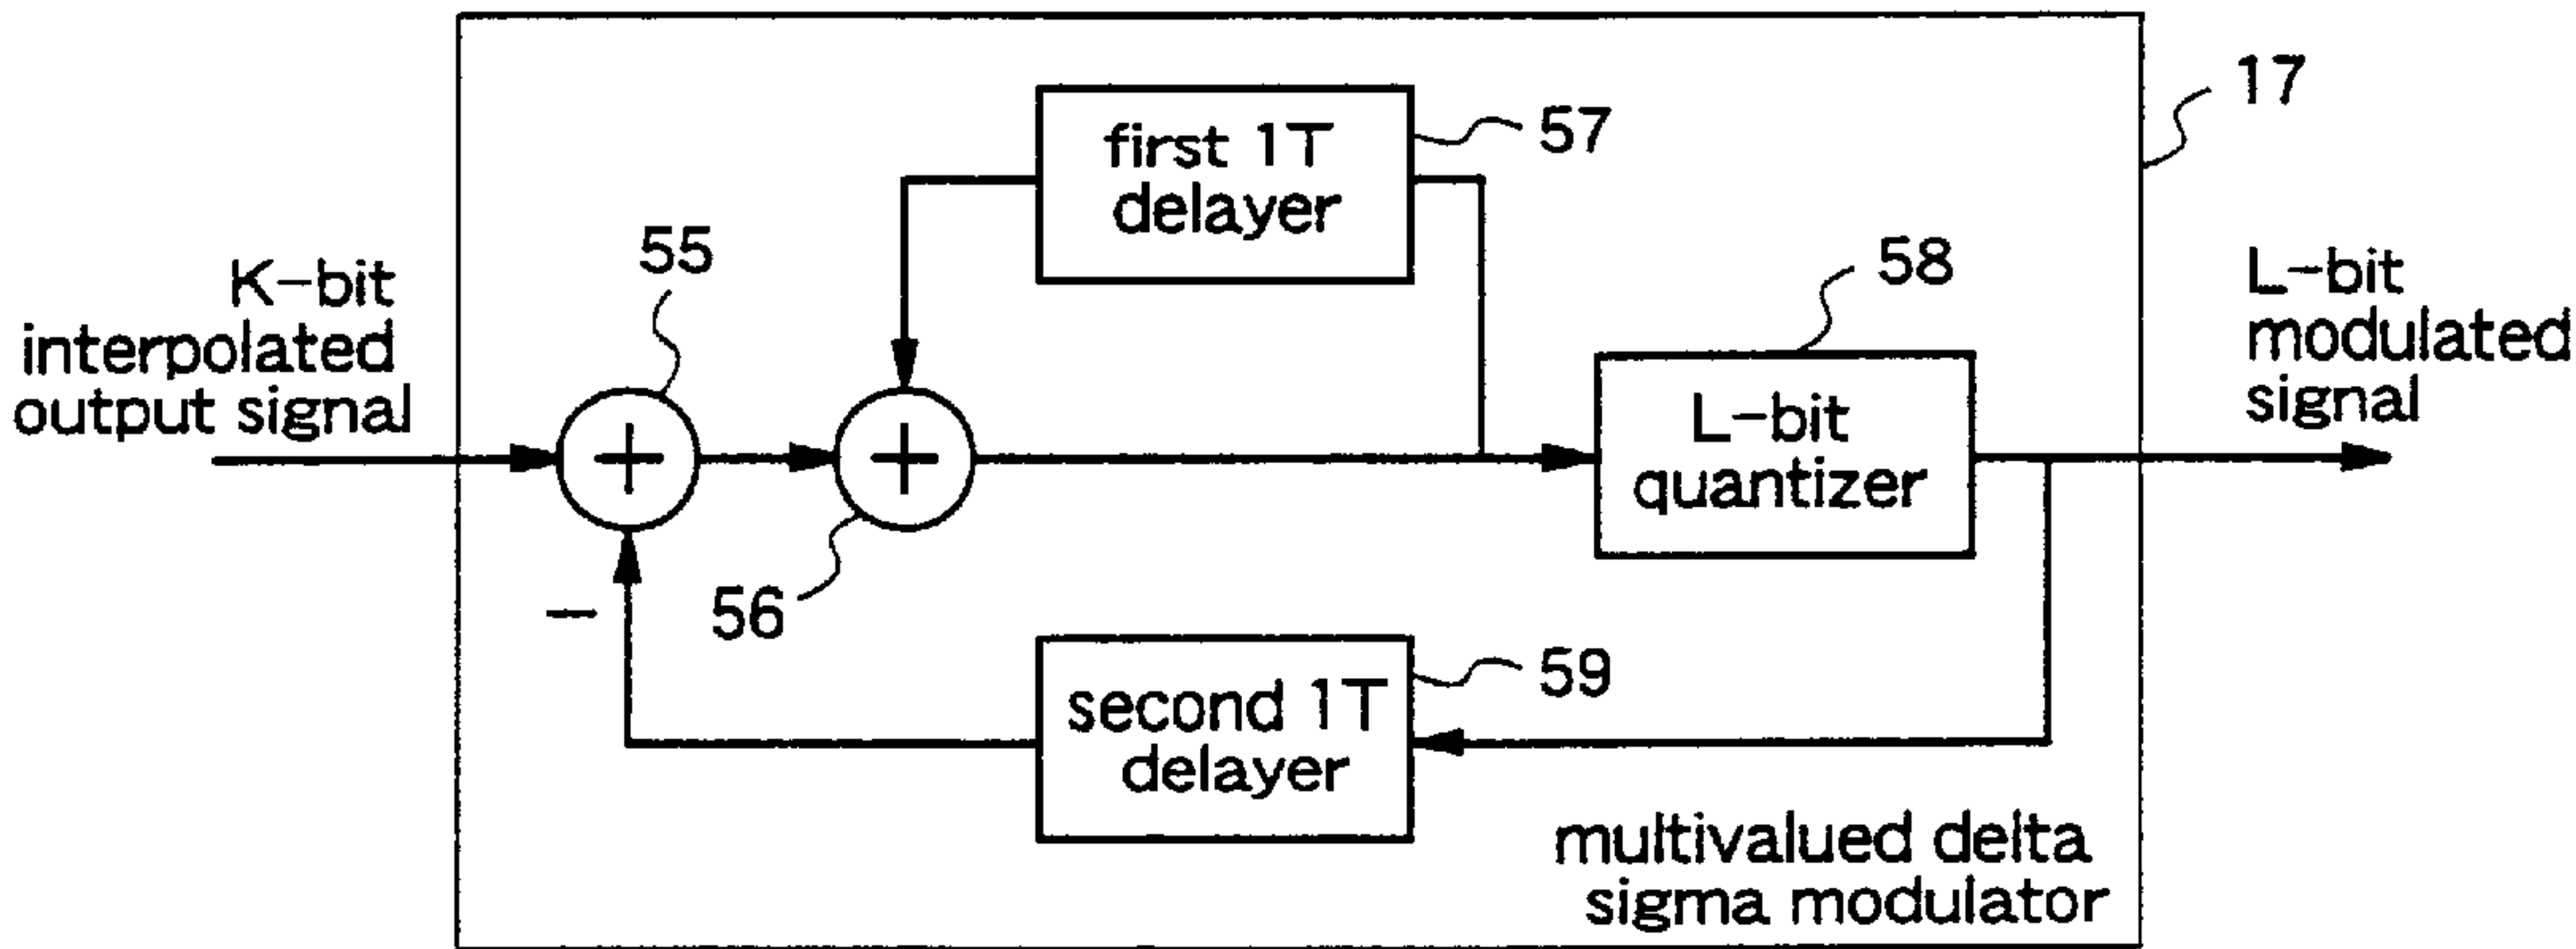 17
first 1T
delayer
57
55
K-bit
interpolated
output signal
58
L-bit
modulated
signal
+
+
L-bit
quantizer
−
56
second 1T
delayer
59
multivalued delta
sigma modulator